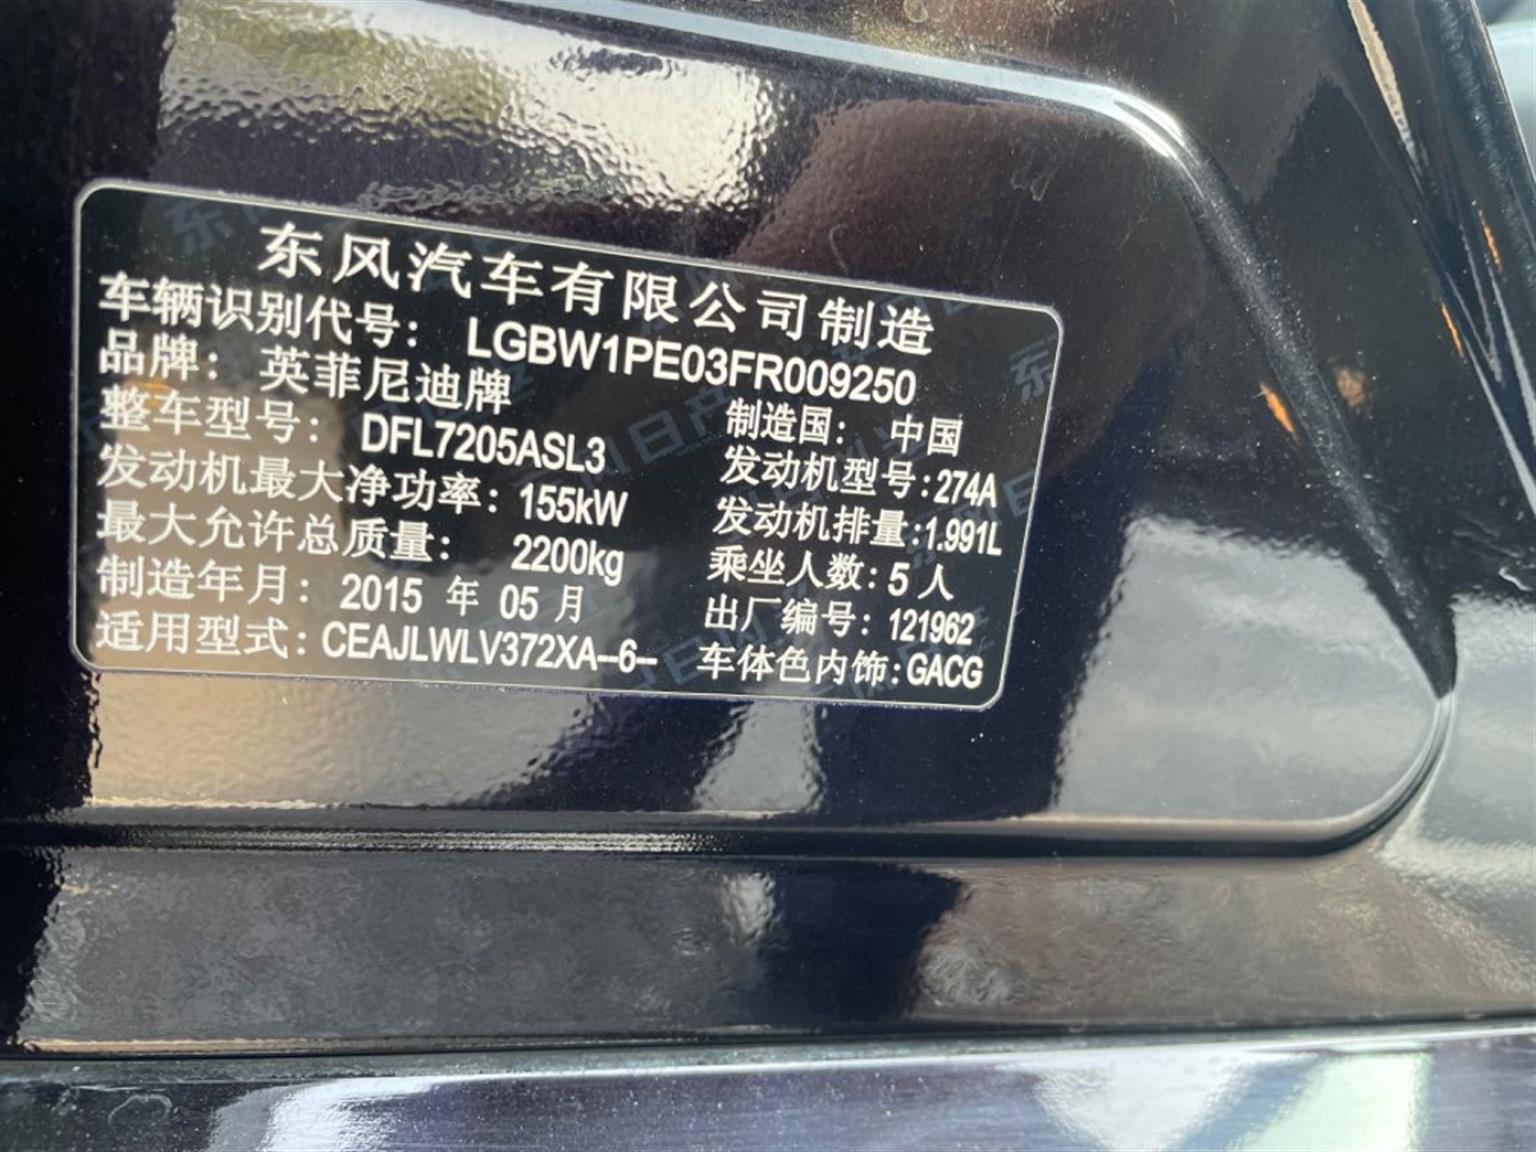 东风汽车有限公司制造
车辆识别代号: LGBW1PE03FR009250
品牌: 英菲尼迪牌 制造国: 中国
整车型号: DFL7205ASL3 发动机型号:274A
发动机最大净功率: 155kW 发动机排量:1.991L
最大允许总质量: 2200kg 乘坐人数: 5 人
制造年月: 2015 年 05 月 出厂编号: 121962
适用型式: CEAJLWLV372XA--6-- 车体色内饰:GACG